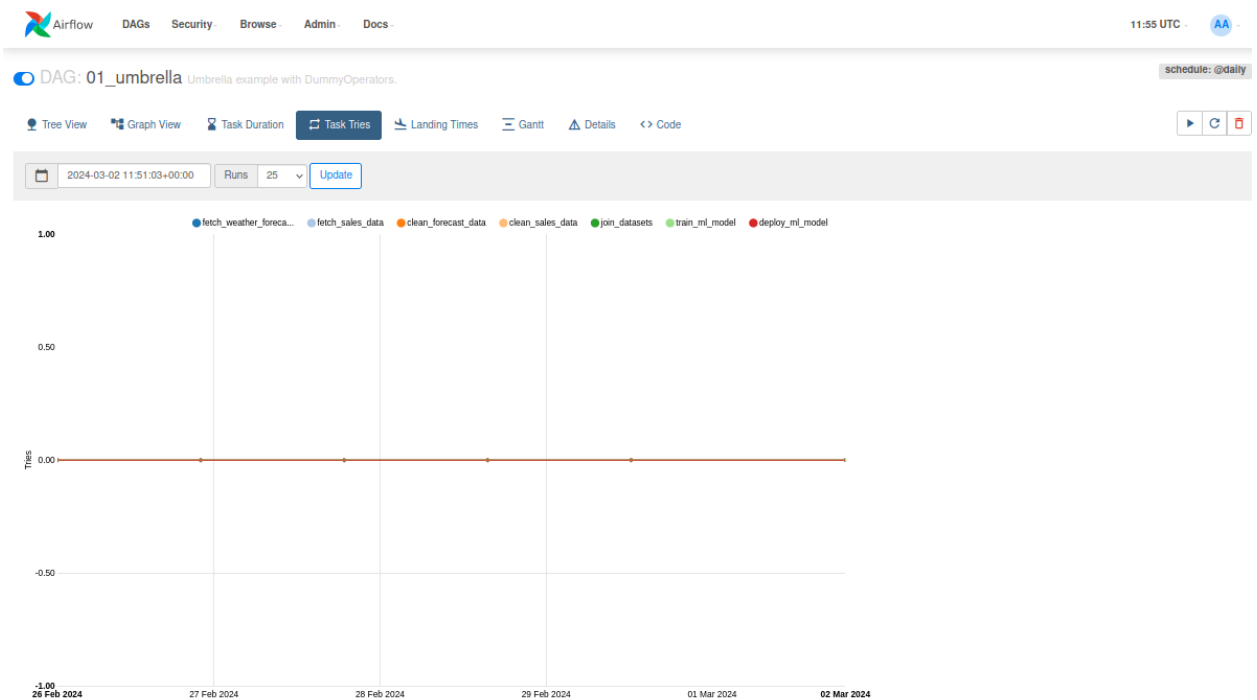 Airflow DAGs Security Browse Admin Docs 11:55 UTC AA
DAG: 01_umbrella Umbrella example with DummyOperators. schedule: @daily
Tree View Graph View Task Duration Task Tries Landing Times Gantt Details <> Code
2024-03-02 11:51:03+00:00 Runs 25 Update
fetch_weather_foreca... fetch_sales_data clean_forecast_data clean_sales_data join_datasets train_ml_model deploy_ml_model
1.00
0.50
Tries
0.00
-0.50
-1.00
26 Feb 2024 27 Feb 2024 28 Feb 2024 29 Feb 2024 01 Mar 2024 02 Mar 2024